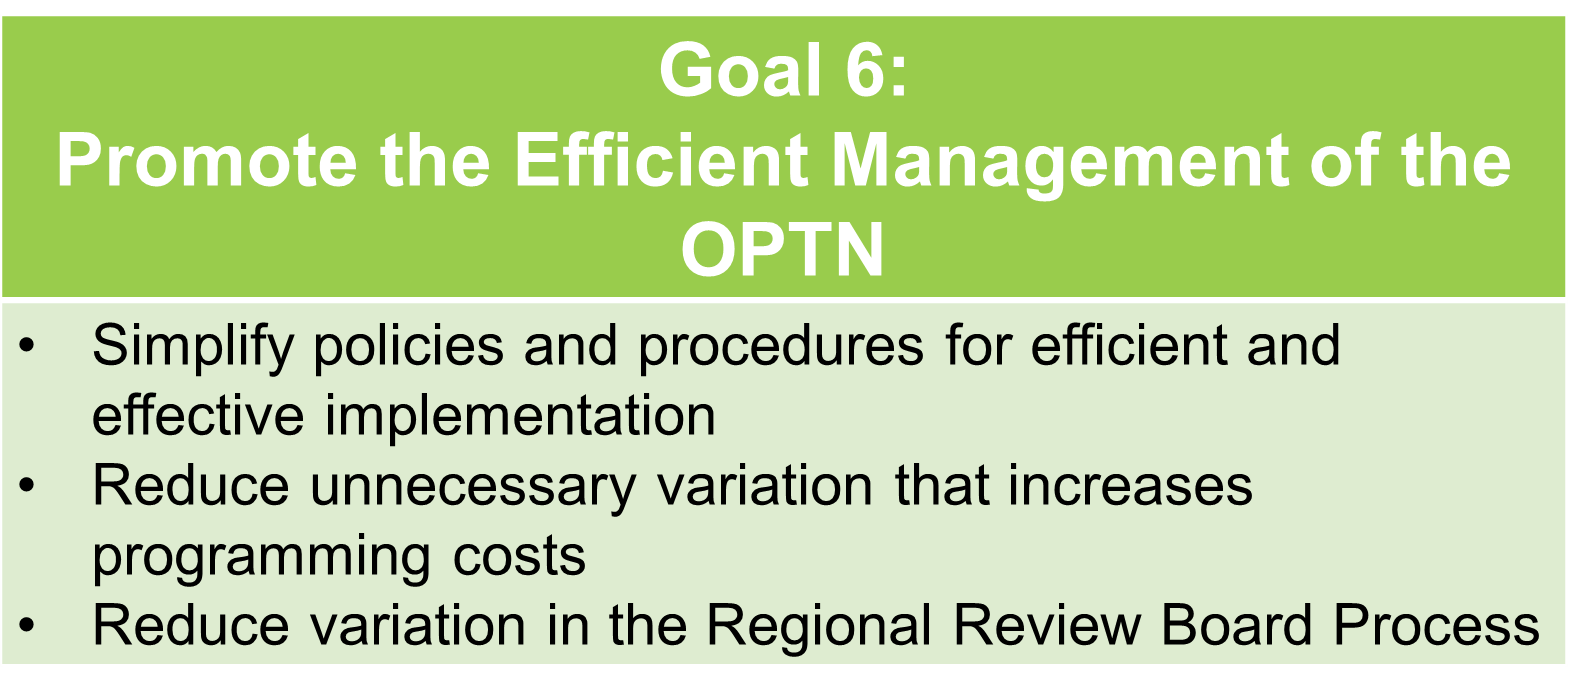 Goal 6:
Promote the Efficient Management of the
OPTN
• Simplify policies and procedures for efficient and
effective implementation
• Reduce unnecessary variation that increases
programming costs
• Reduce variation in the Regional Review Board Process